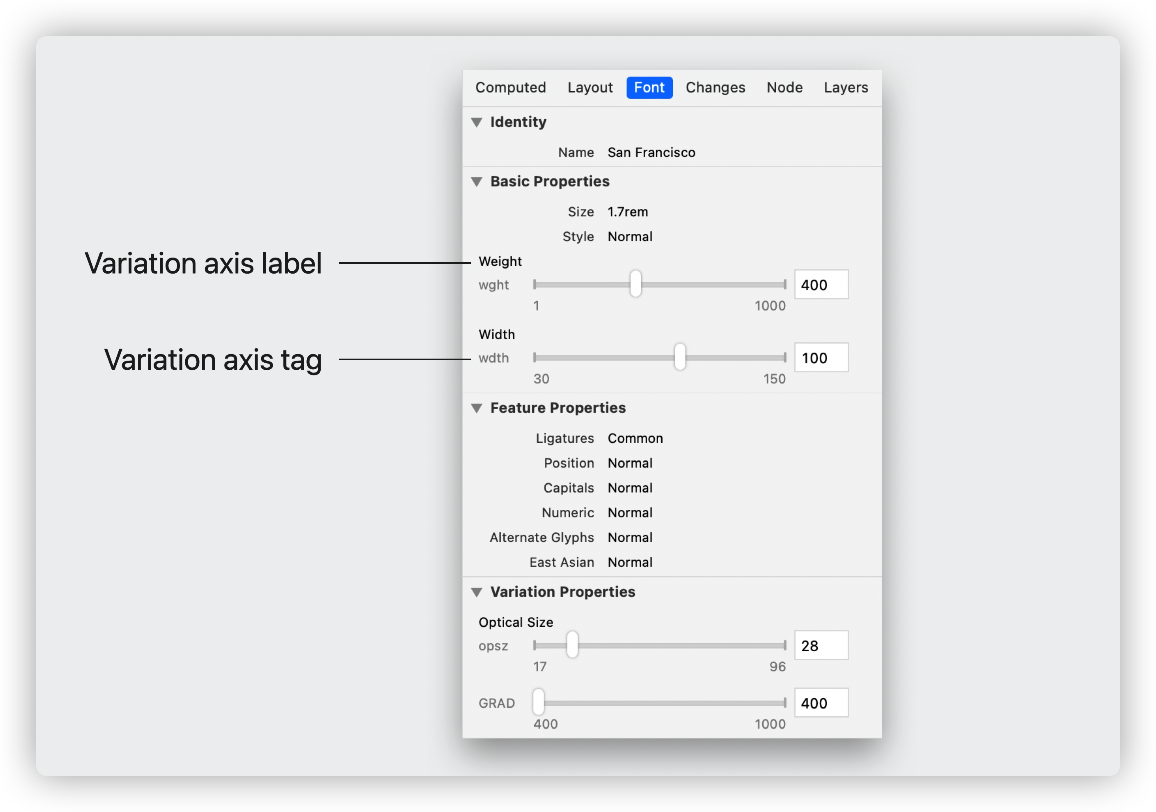 Computed Layout Font Changes Node Layers
Identity
Name San Francisco
Basic Properties
Size 1.7rem
Style Normal
Variation axis label
Weight
wght 400
1 1000
Width
Variation axis tag
wdth 100
30 150
Feature Properties
Ligatures Common
Position Normal
Capitals Normal
Numeric Normal
Alternate Glyphs Normal
East Asian Normal
Variation Properties
Optical Size
opsz 28
17 96
GRAD 400
400 1000